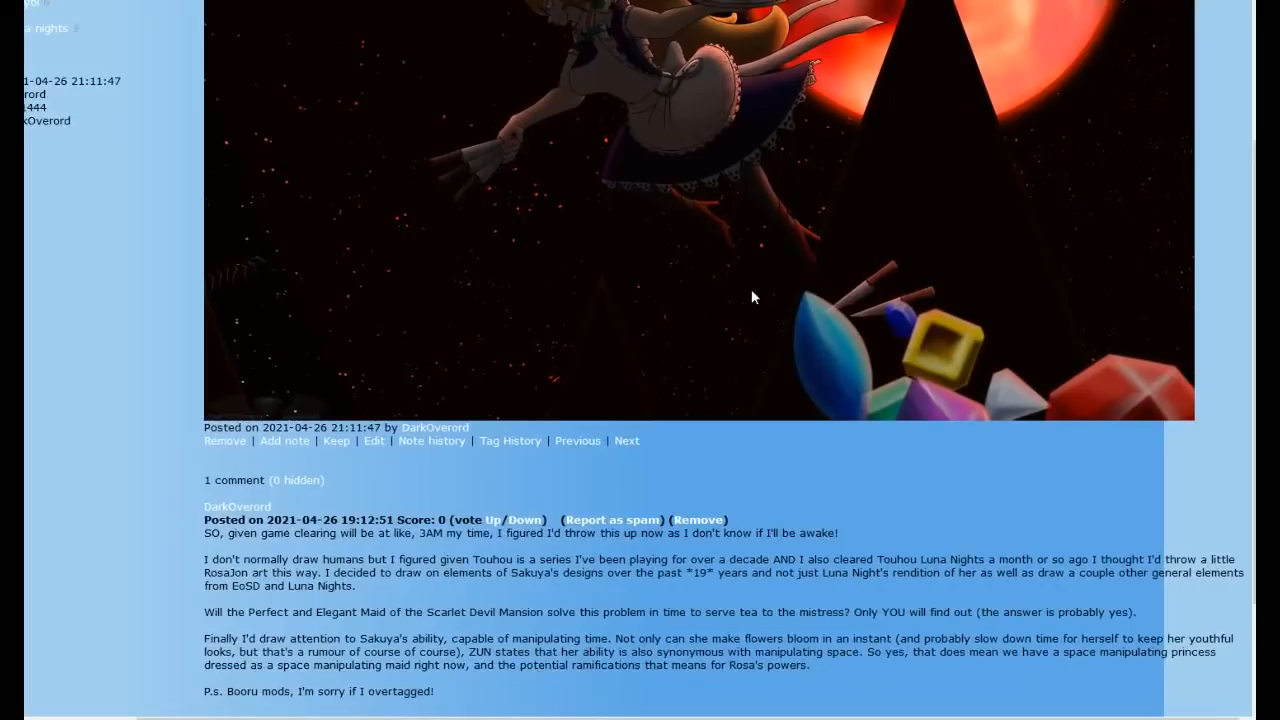 a nights 3
1-04-26 21:11:47
rord
444
kOverord
Posted on 2021-04-26 21:11:47 by DarkOverord
Remove | Add note | Keep | Edit | Note history | Tag History | Previous | Next
1 comment (0 hidden)
DarkOverord
Posted on 2021-04-26 19:12:51 Score: 0 (vote Up/Down) (Report as spam) (Remove)
SO, given game clearing will be at like, 3AM my time, I figured I'd throw this up now as I don't know if I'll be awake!
I don't normally draw humans but I figured given Touhou is a series I've been playing for over a decade AND I also cleared Touhou Luna Nights a month or so ago I thought I'd throw a little
RosaJon art this way. I decided to draw on elements of Sakuya's designs over the past *19* years and not just Luna Night's rendition of her as well as draw a couple other general elements
from EoSD and Luna Nights.
Will the Perfect and Elegant Maid of the Scarlet Devil Mansion solve this problem in time to serve tea to the mistress? Only YOU will find out (the answer is probably yes).
Finally I'd draw attention to Sakuya's ability, capable of manipulating time. Not only can she make flowers bloom in an instant (and probably slow down time for herself to keep her youthful
looks, but that's a rumour of course of course), ZUN states that her ability is also synonymous with manipulating space. So yes, that does mean we have a space manipulating princess
dressed as a space manipulating maid right now, and the potential ramifications that means for Rosa's powers.
P.s. Booru mods, I'm sorry if I overtagged!